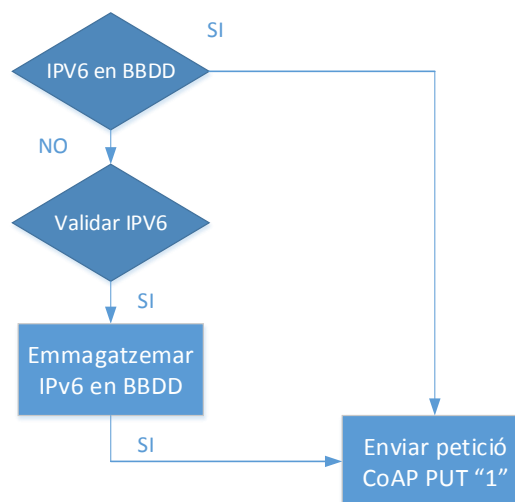 SI
IPV6 en BBDD
NO
Validar IPV6
SI
Emmagatzemar
IPv6 en BBDD
SI
Enviar petició
CoAP PUT “1”